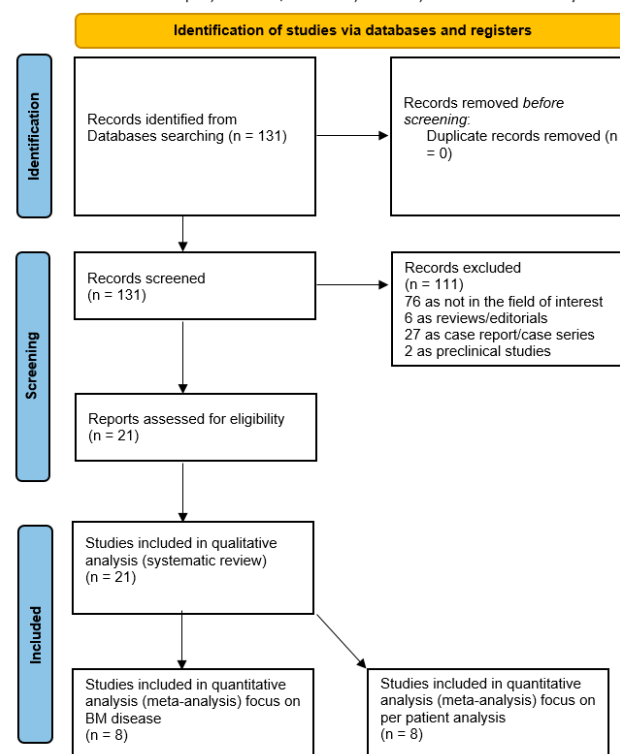 Identification of studies via databases and registers
Identification
Records identified from
Databases searching (n = 131)
Records removed before
screening:
Duplicate records removed (n
= 0)
Screening
Records screened
(n = 131)
Records excluded
(n = 111)
76 as not in the field of interest
6 as reviews/editorials
27 as case report/case series
2 as preclinical studies
Reports assessed for eligibility
(n = 21)
Included
Studies included in qualitative
analysis (systematic review)
(n = 21)
Studies included in quantitative
analysis (meta-analysis) focus on
BM disease
(n = 8)
Studies included in quantitative
analysis (meta-analysis) focus on
per patient analysis
(n = 8)